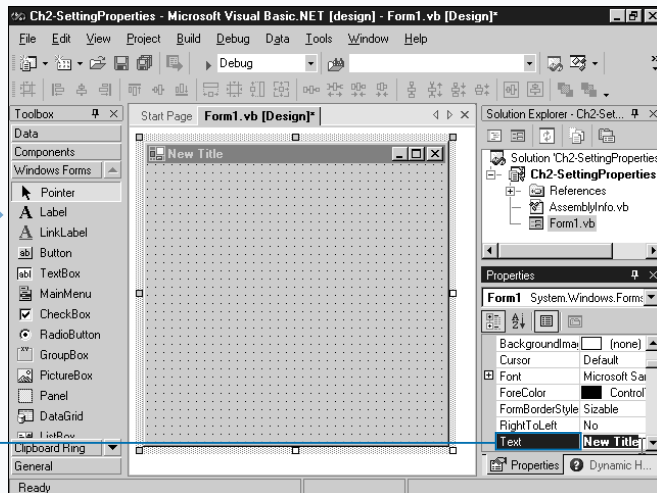 Ch2-SettingProperties - Microsoft Visual Basic.NET [design] - Form1.vb [Design]*
File Edit View Project Build Debug Data Tools Window Help
Debug
Toolbox
Data
Components
Windows Forms
Pointer
Label
LinkLabel
Button
TextBox
MainMenu
CheckBox
RadioButton
GroupBox
PictureBox
Panel
DataGrid
ListBox
Clipboard Ring
General
Start Page Form1.vb [Design]*
New Title
Solution Explorer - Ch2-Set...
Solution 'Ch2-SettingProperties
Ch2-SettingProperties
References
AssemblyInfo.vb
Form1.vb
Properties
Form1 System.Windows.Forms
BackgroundImag (none)
Cursor Default
Font Microsoft San
ForeColor Control
FormBorderStyle Sizable
RightToLeft No
Text New Title
Properties Dynamic H...
Ready